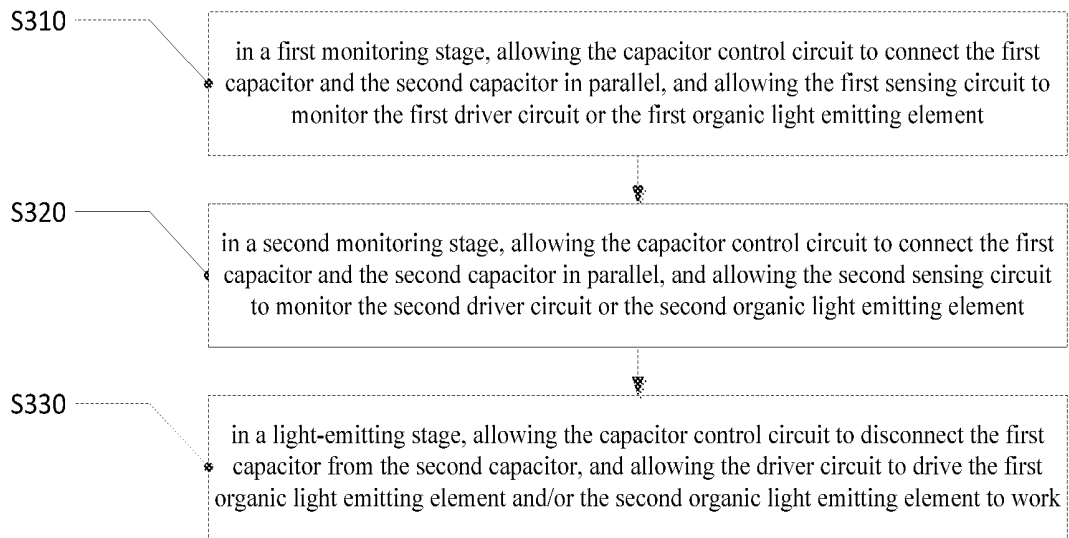 S310
in a first monitoring stage, allowing the capacitor control circuit to connect the first
capacitor and the second capacitor in parallel, and allowing the first sensing circuit to
monitor the first driver circuit or the first organic light emitting element
S320
in a second monitoring stage, allowing the capacitor control circuit to connect the first
capacitor and the second capacitor in parallel, and allowing the second sensing circuit
to monitor the second driver circuit or the second organic light emitting element
S330
in a light-emitting stage, allowing the capacitor control circuit to disconnect the first
capacitor from the second capacitor, and allowing the driver circuit to drive the first
organic light emitting element and/or the second organic light emitting element to work